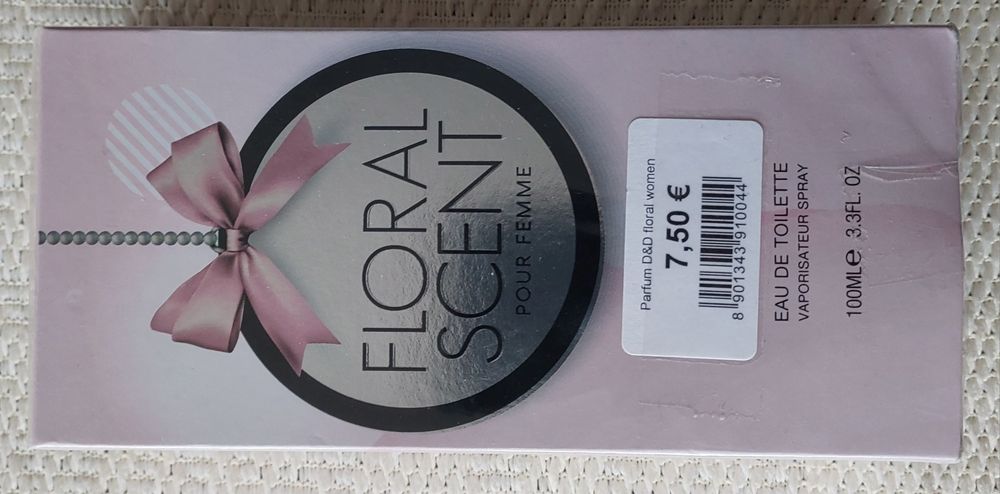 FLORAL
SCENT
POUR FEMME
Parfum D&D floral women
7,50 €
8 901343 910044
EAU DE TOILETTE
VAPORISATEUR SPRAY
100MLe 3.3FL. OZ